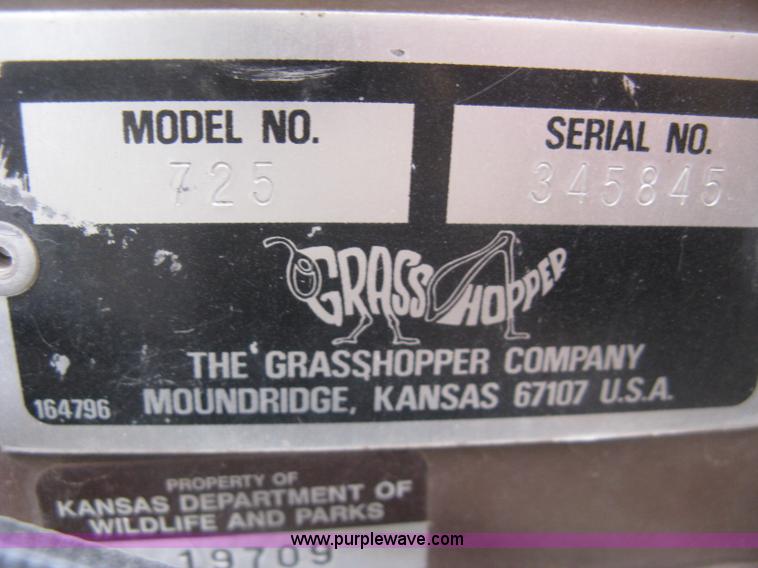 MODEL NO.
725
SERIAL NO.
345845
GRASSHOPPER
THE GRASSHOPPER COMPANY
164796 MOUNDRIDGE, KANSAS 67107 U.S.A.
PROPERTY OF
KANSAS DEPARTMENT OF
WILDLIFE AND PARKS
www.purplewave.com
19709